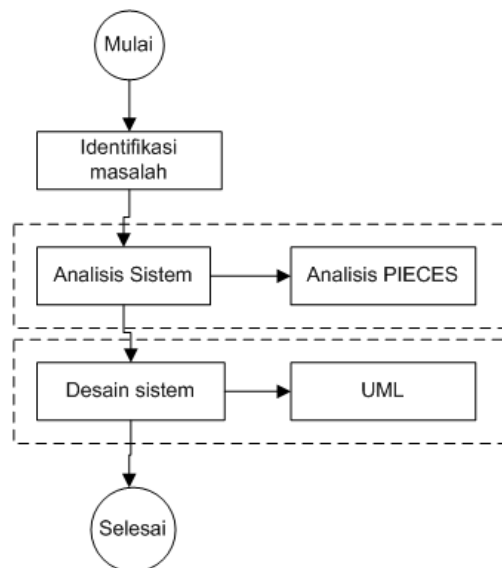 Mulai
Identifikasi
masalah
Analisis Sistem
Analisis PIECES
Desain sistem
UML
Selesai